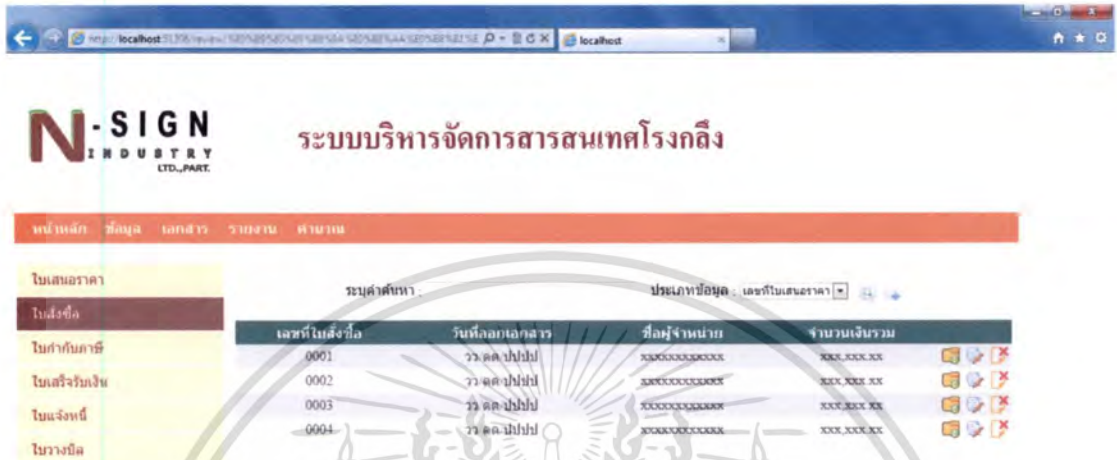 localhost
N-SIGN
INDUSTRY
LTD.,PART.
ระบบบริหารจัดการสารสนเทศโรงกลึง
หน้าหลัก ข้อมูล เอกสาร รายงาน คำนวณ
ใบเสนอราคา
ใบสั่งซื้อ
ใบกำกับภาษี
ใบเสร็จรับเงิน
ใบแจ้งหนี้
ใบวางบิล
ระบุคำค้นหา : ประเภทข้อมูล : เลขที่ใบเสนอราคา
เลขที่ใบสั่งซื้อ วันที่ออกเอกสาร ชื่อผู้จำหน่าย จำนวนเงินรวม
0001 วว/ดด/ปปปป xxxxxxxxxxxxx xxx,xxx.xx
0002 วว/ดด/ปปปป xxxxxxxxxxxxx xxx,xxx.xx
0003 วว/ดด/ปปปป xxxxxxxxxxxxx xxx,xxx.xx
0004 วว/ดด/ปปปป xxxxxxxxxxxxx xxx,xxx.xx